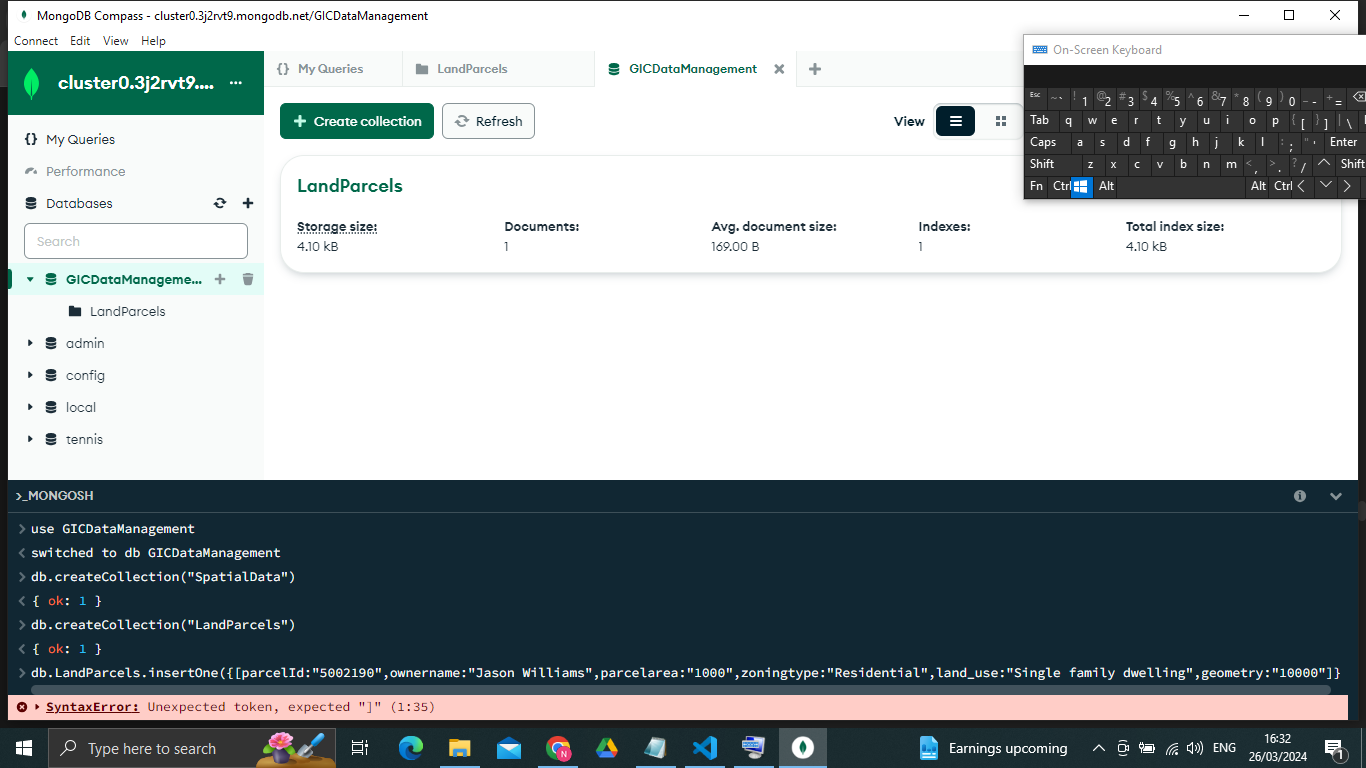 MongoDB Compass - cluster0.3j2rvt9.mongodb.net/GICDataManagement
Connect Edit View Help
On-Screen Keyboard
cluster0.3j2rvt9.... ...
{} My Queries
LandParcels
GICDataManagement
{} My Queries
Performance
Databases
Search
GICDataManageme...
LandParcels
admin
config
local
tennis
Create collection
Refresh
View
LandParcels
Storage size:
4.10 kB
Documents:
1
Avg. document size:
169.00 B
Indexes:
1
Total index size:
4.10 kB
Esc ~ ` ! 1 @ 2 # 3 $ 4 % 5 ^ 6 & 7 * 8 ( 9 ) 0 _ - + =
Tab q w e r t y u i o p { [ } ] | \
Caps a s d f g h j k l : ; " ' Enter
Shift z x c v b n m < , > . ? / Shift
Fn Ctrl Alt Alt Ctrl
>_MONGOSH
> use GICDataManagement
< switched to db GICDataManagement
> db.createCollection("SpatialData")
< { ok: 1 }
> db.createCollection("LandParcels")
< { ok: 1 }
> db.LandParcels.insertOne({[parcelId:"5002190",ownername:"Jason Williams",parcelarea:"1000",zoningtype:"Residential",land_use:"Single family dwelling",geometry:"10000"]}
SyntaxError: Unexpected token, expected "]" (1:35)
Type here to search
N
Earnings upcoming
ENG
16:32
26/03/2024
1